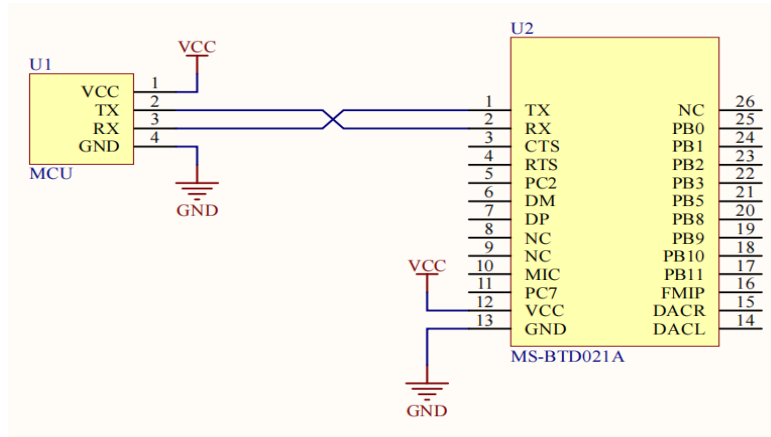 U1
VCC
VCC 1
TX 2
RX 3
GND 4
MCU
GND
U2
1 TX NC 26
2 RX PB0 25
3 CTS PB1 24
4 RTS PB2 23
5 PC2 PB3 22
6 DM PB5 21
7 DP PB8 20
8 NC PB9 19
9 NC PB10 18
10 MIC PB11 17
11 PC7 FMIP 16
12 VCC DACR 15
13 GND DACL 14
VCC
MS-BTD021A
GND